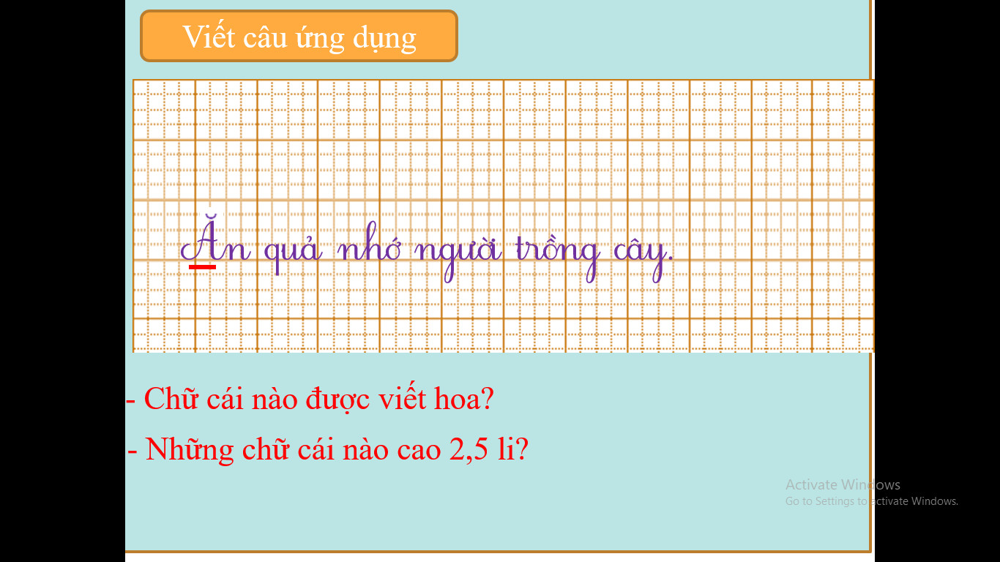 Viết câu ứng dụng
Ăn quả nhớ người trồng cây.
- Chữ cái nào được viết hoa?
- Những chữ cái nào cao 2,5 li?
Activate Windows
Go to Settings to activate Windows.